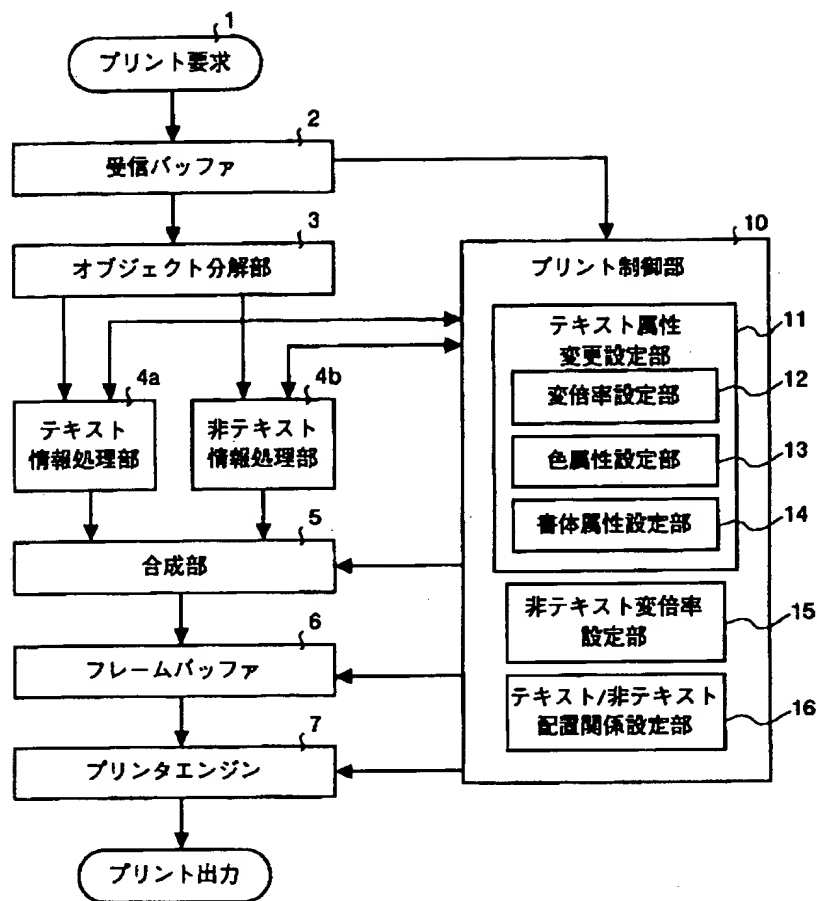 1
プリント要求
2
受信バッファ
3
オブジェクト分解部
10
プリント制御部
テキスト属性
変更設定部
11
変倍率設定部
12
色属性設定部
13
書体属性設定部
14
4a
テキスト
情報処理部
4b
非テキスト
情報処理部
5
合成部
非テキスト変倍率
設定部
15
6
フレームバッファ
テキスト/非テキスト
配置関係設定部
16
7
プリンタエンジン
プリント出力